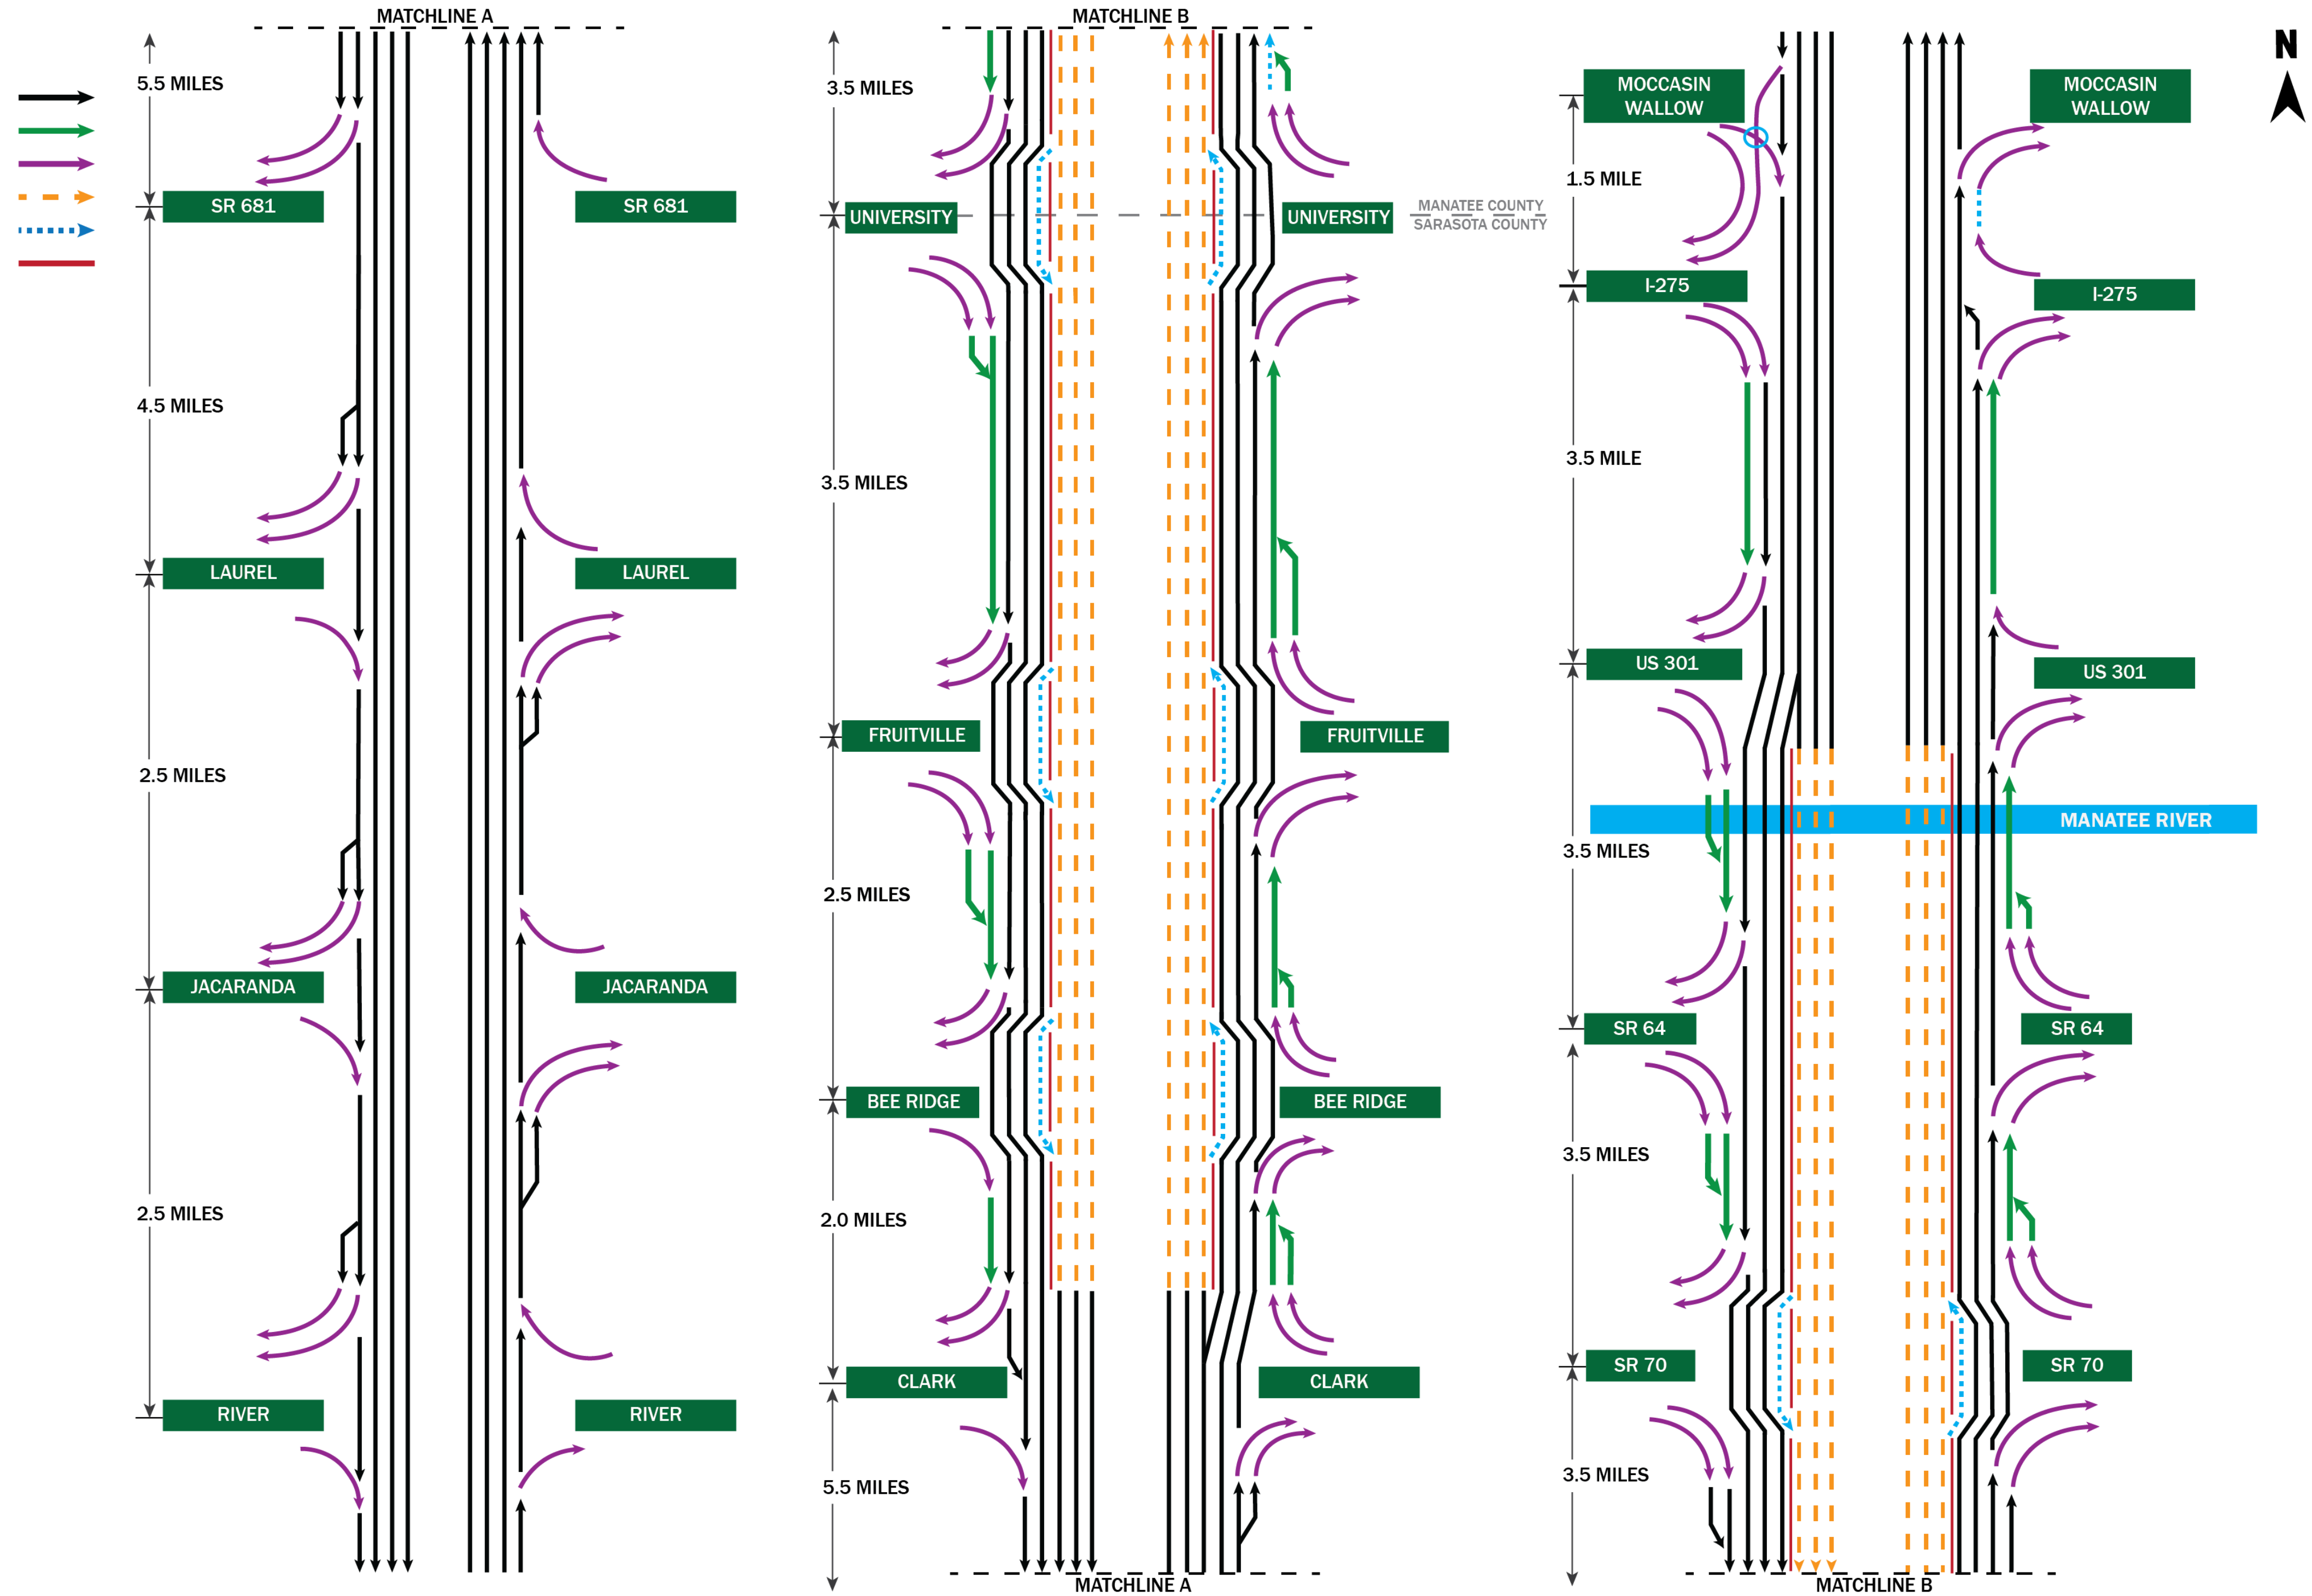 MATCHLINE A
5.5 MILES
SR 681
SR 681
4.5 MILES
LAUREL
LAUREL
2.5 MILES
JACARANDA
JACARANDA
2.5 MILES
RIVER
RIVER
MATCHLINE B
3.5 MILES
UNIVERSITY
UNIVERSITY
MANATEE COUNTY
SARASOTA COUNTY
3.5 MILES
FRUITVILLE
FRUITVILLE
2.5 MILES
BEE RIDGE
BEE RIDGE
2.0 MILES
CLARK
CLARK
5.5 MILES
MATCHLINE A
N
MOCCASIN
WALLOW
MOCCASIN
WALLOW
1.5 MILE
I-275
I-275
3.5 MILE
US 301
US 301
MANATEE RIVER
3.5 MILES
SR 64
SR 64
3.5 MILES
SR 70
SR 70
3.5 MILES
MATCHLINE B